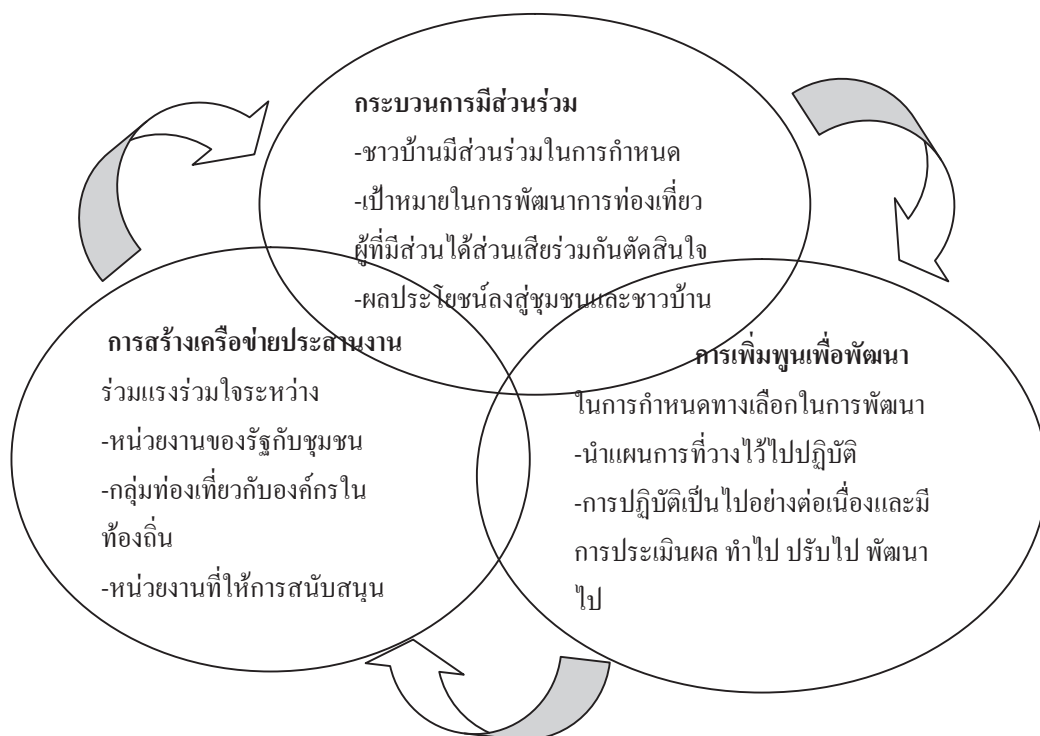 กระบวนการมีส่วนร่วม
-ชาวบ้านมีส่วนร่วมในการกำหนด
-เป้าหมายในการพัฒนาการท่องเที่ยว
ผู้ที่มีส่วนได้ส่วนเสียร่วมกันตัดสินใจ
-ผลประโยชน์ลงสู่ชุมชนและชาวบ้าน
การสร้างเครือข่ายประสานงาน
ร่วมแรงร่วมใจระหว่าง
-หน่วยงานของรัฐกับชุมชน
-กลุ่มท่องเที่ยวกับองค์กรใน
ท้องถิ่น
-หน่วยงานที่ให้การสนับสนุน
การเพิ่มพูนเพื่อพัฒนา
ในการกำหนดทางเลือกในการพัฒนา
-นำแผนการที่วางไว้ไปปฏิบัติ
-การปฏิบัติเป็นไปอย่างต่อเนื่องและมี
การประเมินผล ทำไป ปรับไป พัฒนา
ไป